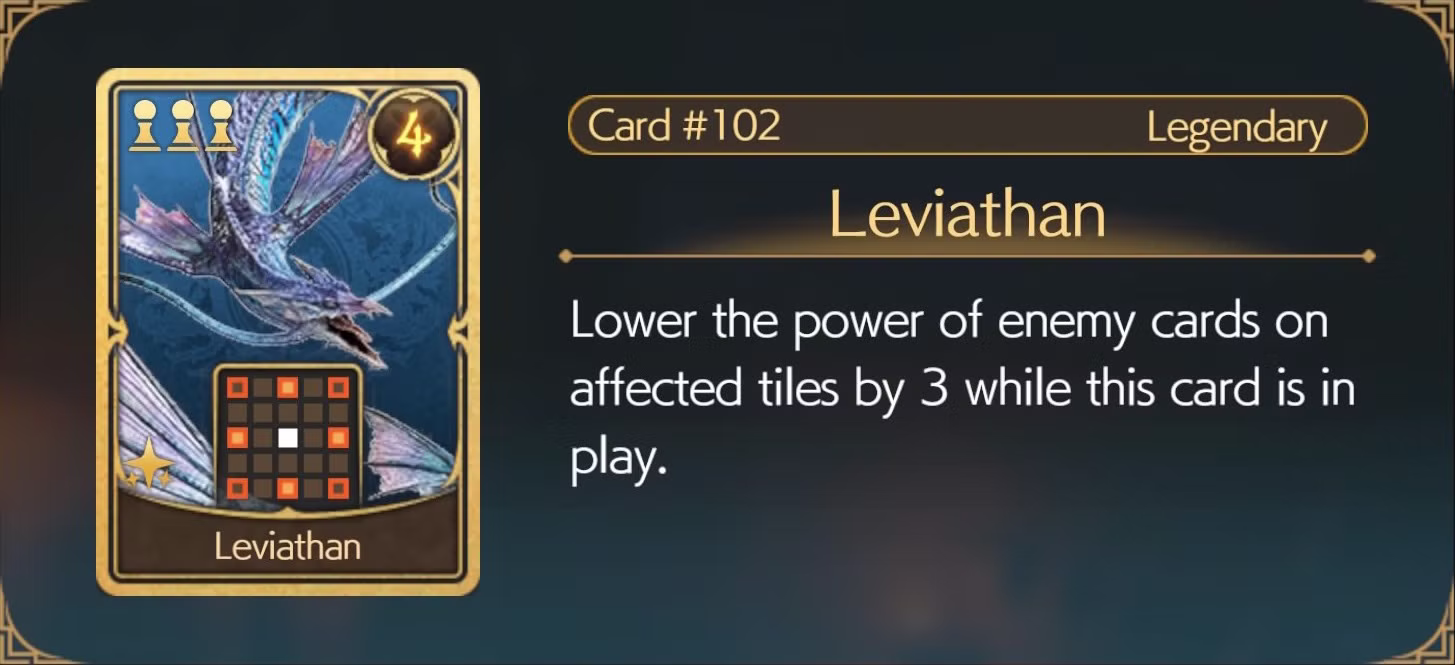 4
Leviathan
Card #102 Legendary
Leviathan
Lower the power of enemy cards on
affected tiles by 3 while this card is in
play.